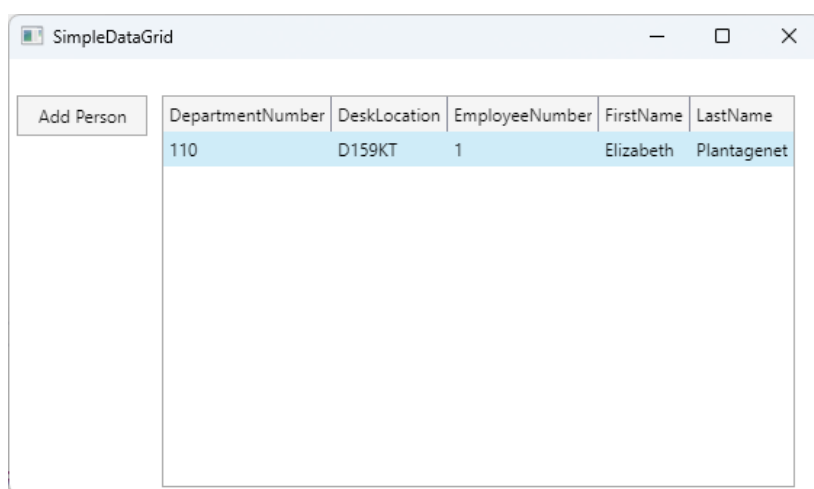 SimpleDataGrid
Add Person
DepartmentNumber DeskLocation EmployeeNumber FirstName LastName
110 D159KT 1 Elizabeth Plantagenet